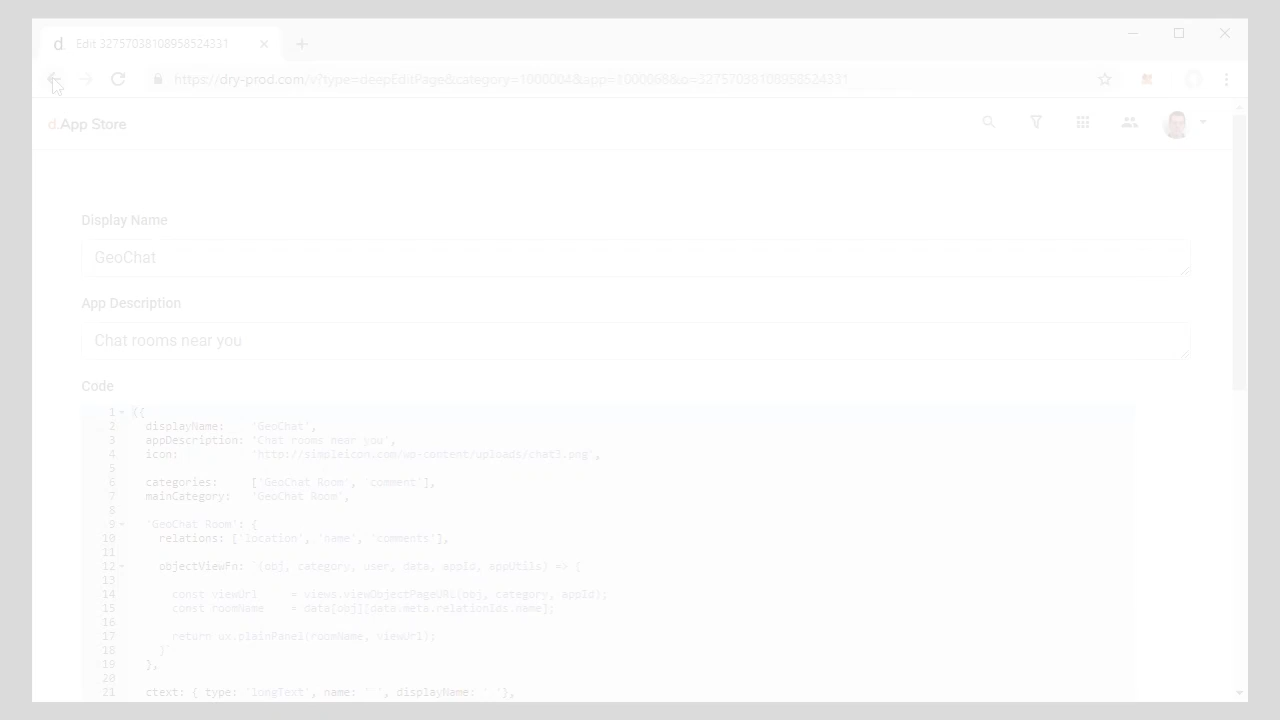 d. Edit 32757038108958524331
https://dry-prod.com/v?type=deepEditPage&category=1000004&app=1000068&o=32757038108958524331
d.App Store
Display Name
GeoChat
App Description
Chat rooms near you
Code
1 ({
2 displayName: 'GeoChat',
3 appDescription: 'Chat rooms near you',
4 icon: 'http://simpleicon.com/wp-content/uploads/chat3.png',
5
6 categories: ['GeoChat Room', 'comment'],
7 mainCategory: 'GeoChat Room',
8
9 'GeoChat Room': {
10 relations: ['location', 'name', 'comments'],
11
12 objectViewFn: `(obj, category, user, data, appId, appUtils) => {
13
14 const viewUrl = views.viewObjectPageURL(obj, category, appId);
15 const roomName = data[obj][data.meta.relationIds.name];
16
17 return ux.plainPanel(roomName, viewUrl);
18 }`
19 },
20
21 ctext: { type: 'longText', name: ' ', displayName: ' '},